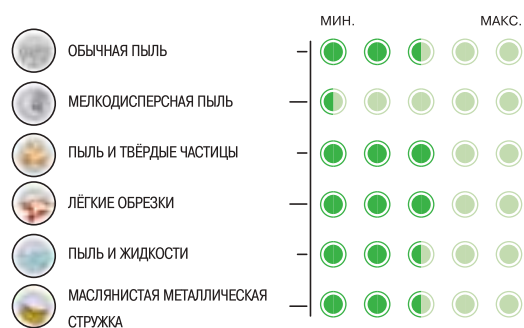 МИН. МАКС.
ОБЫЧНАЯ ПЫЛЬ
МЕЛКОДИСПЕРСНАЯ ПЫЛЬ
ПЫЛЬ И ТВЁРДЫЕ ЧАСТИЦЫ
ЛЁГКИЕ ОБРЕЗКИ
ПЫЛЬ И ЖИДКОСТИ
МАСЛЯНИСТАЯ МЕТАЛЛИЧЕСКАЯ
СТРУЖКА